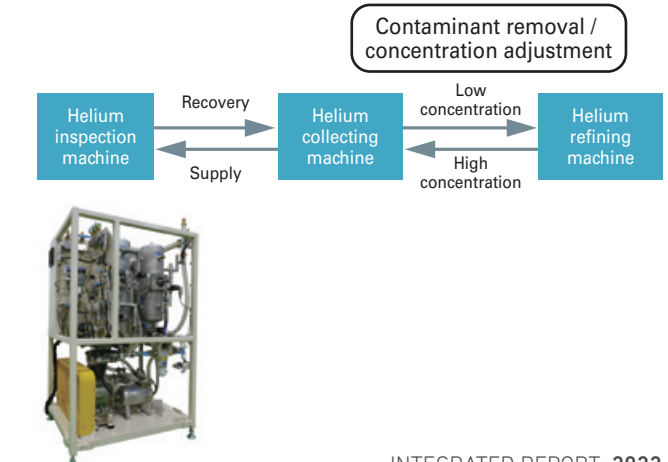 Contaminant removal /
concentration adjustment
Helium
inspection
machine
Recovery
Supply
Helium
collecting
machine
Low
concentration
High
concentration
Helium
refining
machine
INTEGRATED REPORT